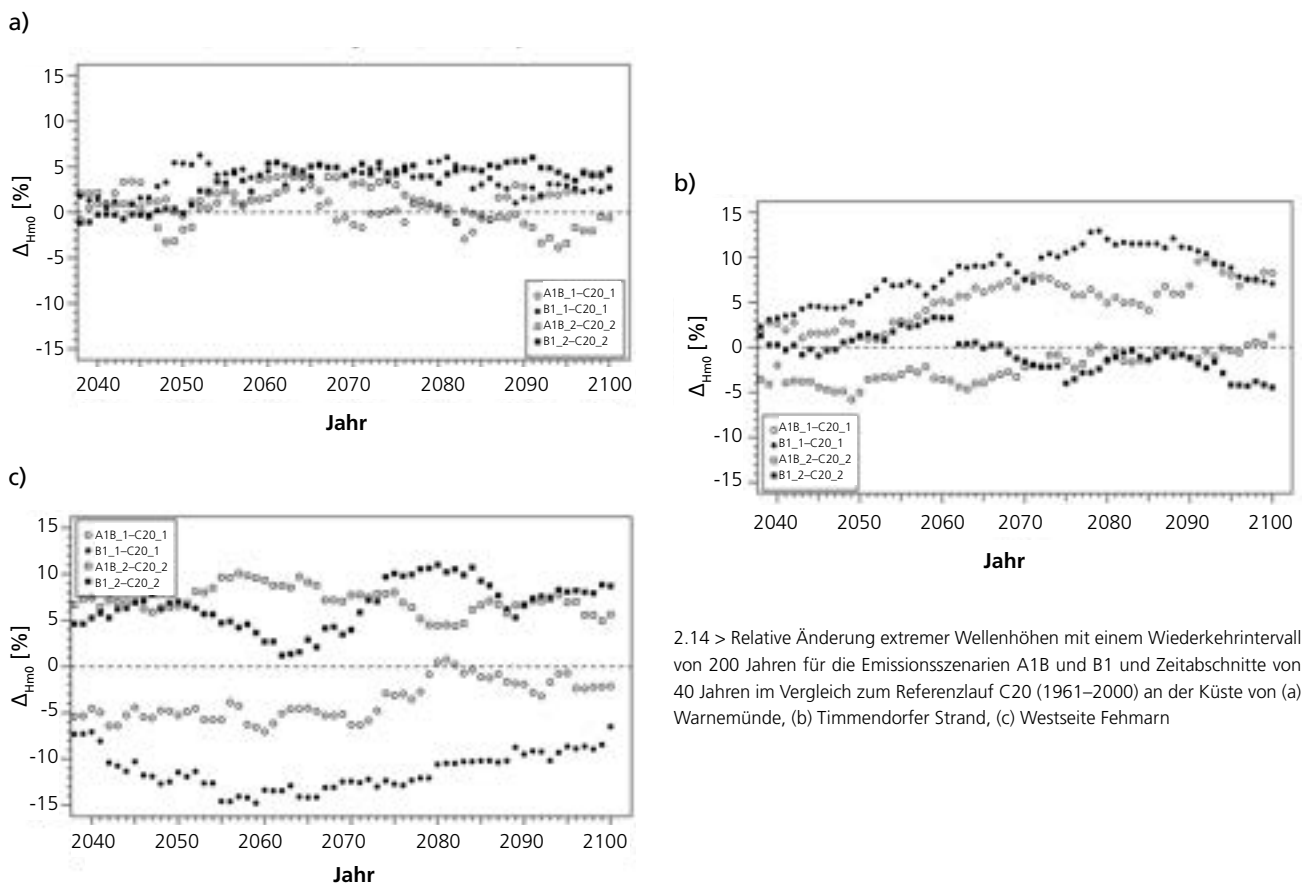 a)
15
10
5
0
-5
-10
-15
Δ Hm0 [%]
A1B_1–C20_1
B1_1–C20_1
A1B_2–C20_2
B1_2–C20_2
2040 2050 2060 2070 2080 2090 2100
Jahr
b)
15
10
5
0
-5
-10
-15
Δ Hm0 [%]
A1B_1–C20_1
B1_1–C20_1
A1B_2–C20_2
B1_2–C20_2
2040 2050 2060 2070 2080 2090 2100
Jahr
c)
15
10
5
0
-5
-10
-15
Δ Hm0 [%]
A1B_1–C20_1
B1_1–C20_1
A1B_2–C20_2
B1_2–C20_2
2040 2050 2060 2070 2080 2090 2100
Jahr
2.14 > Relative Änderung extremer Wellenhöhen mit einem Wiederkehrintervall
von 200 Jahren für die Emissionsszenarien A1B und B1 und Zeitabschnitte von
40 Jahren im Vergleich zum Referenzlauf C20 (1961–2000) an der Küste von (a)
Warnemünde, (b) Timmendorfer Strand, (c) Westseite Fehmarn